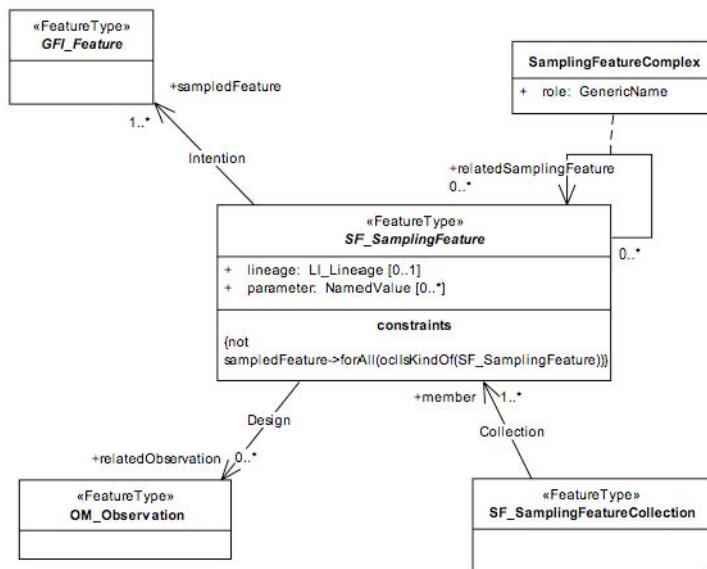 «FeatureType»
GFI_Feature
SamplingFeatureComplex
+ role: GenericName
+sampledFeature
1..*
Intention
+relatedSamplingFeature
0..*
«FeatureType»
SF_SamplingFeature
0..*
+ lineage: LI_Lineage [0..1]
+ parameter: NamedValue [0..*]
constraints
{not
sampledFeature->forAll(oclIsKindOf(SF_SamplingFeature))}
+member 1..*
Design
Collection
+relatedObservation 0..*
«FeatureType»
OM_Observation
«FeatureType»
SF_SamplingFeatureCollection